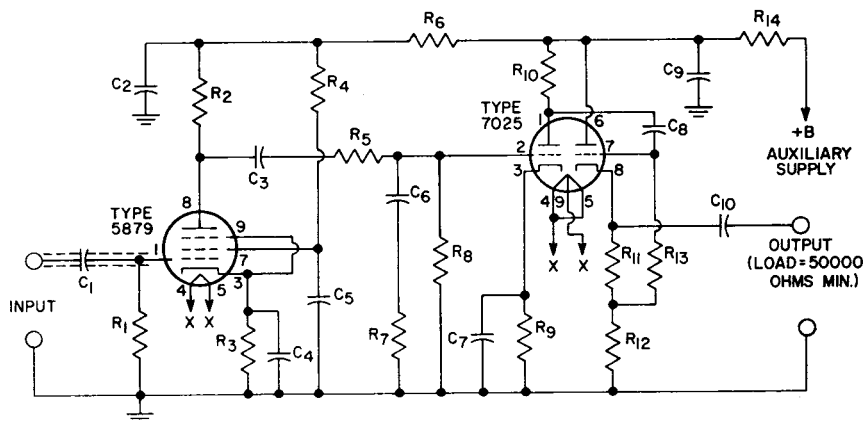 R6
R14
C2
R2
R4
R10
C9
TYPE
7025
1
6
C8
+B
AUXILIARY
SUPPLY
R5
C3
2
7
3
8
C6
4
9
5
C10
TYPE
5879
8
9
7
3
1
4
5
X
X
R8
X
X
R11
R13
OUTPUT
(LOAD=50000
OHMS MIN.)
C1
INPUT
C5
R1
R3
C4
R7
C7
R9
R12